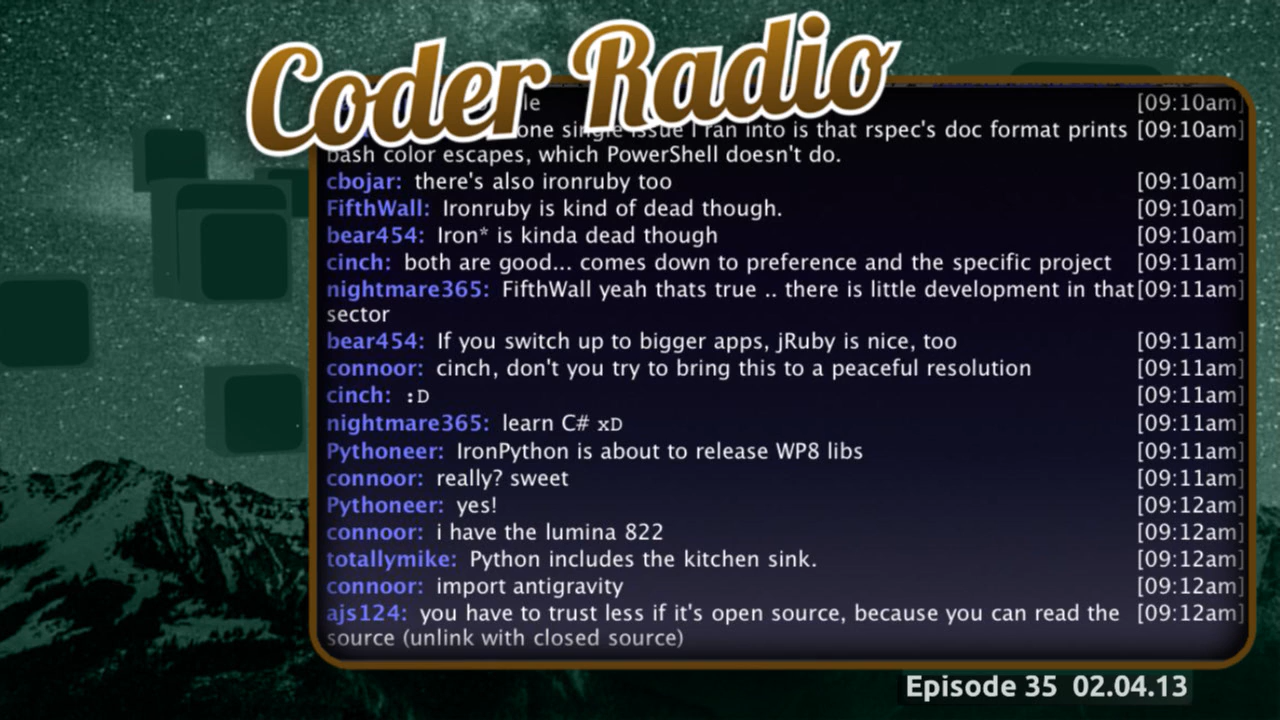 Coder Radio
le [09:10am]
one single issue I ran into is that rspec's doc format prints [09:10am]
bash color escapes, which PowerShell doesn't do.
cbojar: there's also ironruby too [09:10am]
FifthWall: Ironruby is kind of dead though. [09:10am]
bear454: Iron* is kinda dead though [09:10am]
cinch: both are good... comes down to preference and the specific project [09:11am]
nightmare365: FifthWall yeah thats true .. there is little development in that [09:11am]
sector
bear454: If you switch up to bigger apps, jRuby is nice, too [09:11am]
connoor: cinch, don't you try to bring this to a peaceful resolution [09:11am]
cinch: :D [09:11am]
nightmare365: learn C# xD [09:11am]
Pythoneer: IronPython is about to release WP8 libs [09:11am]
connoor: really? sweet [09:11am]
Pythoneer: yes! [09:12am]
connoor: i have the lumina 822 [09:12am]
totallymike: Python includes the kitchen sink. [09:12am]
connoor: import antigravity [09:12am]
ajs124: you have to trust less if it's open source, because you can read the [09:12am]
source (unlink with closed source)
Episode 35 02.04.13